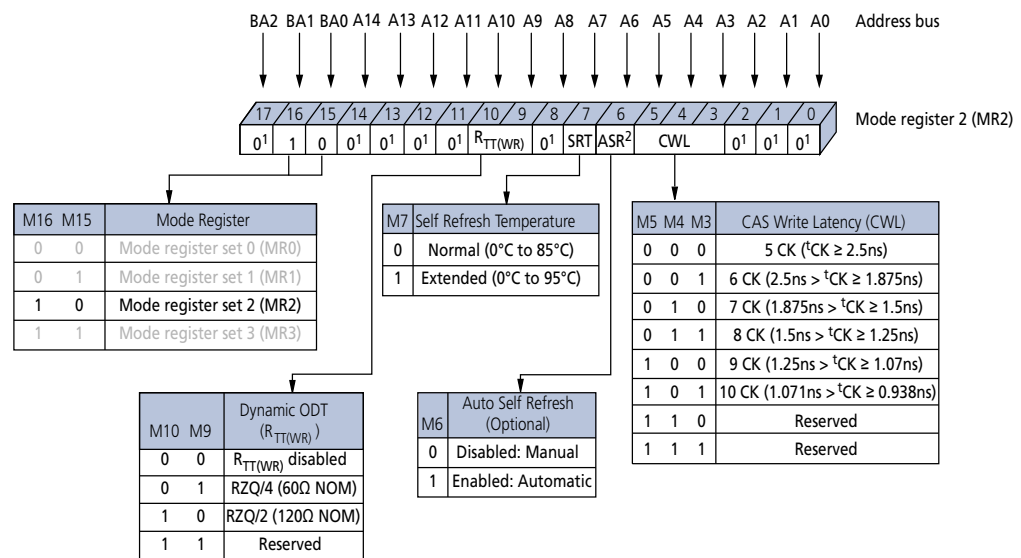 BA2 BA1 BA0 A14 A13 A12 A11 A10 A9 A8 A7 A6 A5 A4 A3 A2 A1 A0 Address bus
17 16 15 14 13 12 11 10 9 8 7 6 5 4 3 2 1 0 Mode register 2 (MR2)
0¹ 1 0 0¹ 0¹ 0¹ 0¹ RTT(WR) 0¹ SRT ASR² CWL 0¹ 0¹ 0¹
M16 M15 Mode Register
0 0 Mode register set 0 (MR0)
0 1 Mode register set 1 (MR1)
1 0 Mode register set 2 (MR2)
1 1 Mode register set 3 (MR3)
M7 Self Refresh Temperature
0 Normal (0°C to 85°C)
1 Extended (0°C to 95°C)
M5 M4 M3 CAS Write Latency (CWL)
0 0 0 5 CK (tCK ≥ 2.5ns)
0 0 1 6 CK (2.5ns > tCK ≥ 1.875ns)
0 1 0 7 CK (1.875ns > tCK ≥ 1.5ns)
0 1 1 8 CK (1.5ns > tCK ≥ 1.25ns)
1 0 0 9 CK (1.25ns > tCK ≥ 1.07ns)
1 0 1 10 CK (1.071ns > tCK ≥ 0.938ns)
1 1 0 Reserved
1 1 1 Reserved
M10 M9 Dynamic ODT
(RTT(WR) )
0 0 RTT(WR) disabled
0 1 RZQ/4 (60Ω NOM)
1 0 RZQ/2 (120Ω NOM)
1 1 Reserved
M6 Auto Self Refresh
(Optional)
0 Disabled: Manual
1 Enabled: Automatic